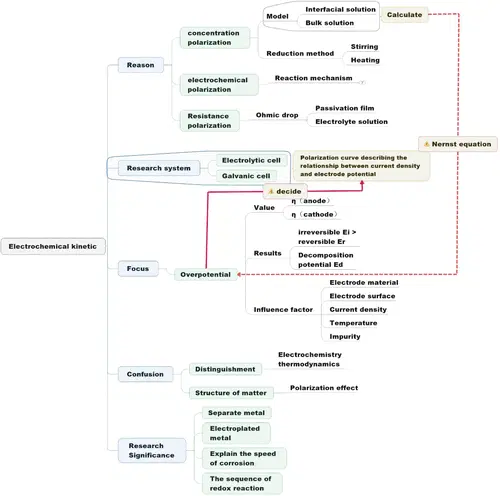 Electrochemical kinetic
Reason
concentration
polarization
Model
Interfacial solution
Bulk solution
Calculate
Reduction method
Stirring
Heating
electrochemical
polarization
Reaction mechanism
Resistance
polarization
Ohmic drop
Passivation film
Electrolyte solution
Nernst equation
Research system
Electrolytic cell
Galvanic cell
Polarization curve describing the
relationship between current density
and electrode potential
decide
Focus
Overpotential
Value
η（anode）
η（cathode）
Results
irreversible Ei >
reversible Er
Decomposition
potential Ed
Influence factor
Electrode material
Electrode surface
Current density
Temperature
Impurity
Confusion
Distinguishment
Electrochemistry
thermodynamics
Structure of matter
Polarization effect
Research
Significance
Separate metal
Electroplated
metal
Explain the speed
of corrosion
The sequence of
redox reaction